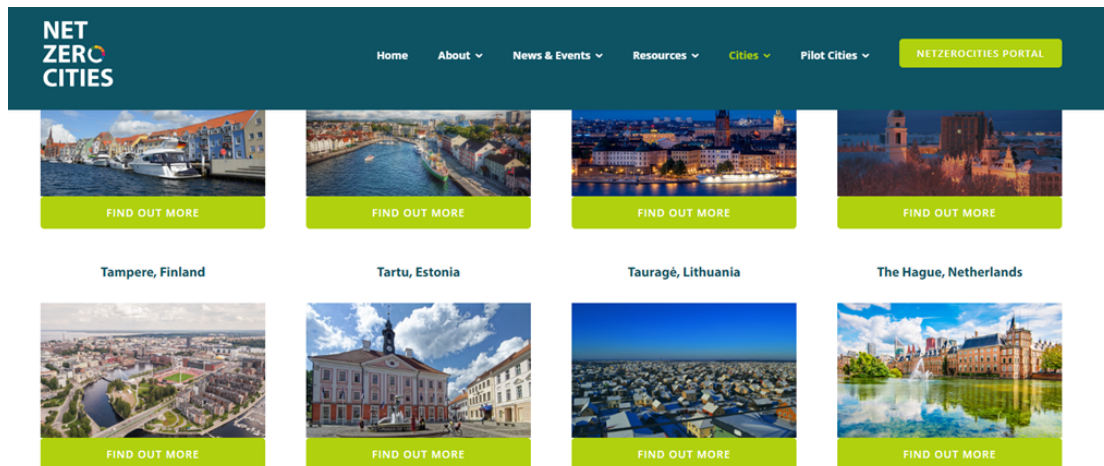 NET
ZERO
CITIES
Home About News & Events Resources Cities Pilot Cities NETZEROCITIES PORTAL
FIND OUT MORE FIND OUT MORE FIND OUT MORE FIND OUT MORE
Tampere, Finland Tartu, Estonia Tauragė, Lithuania The Hague, Netherlands
FIND OUT MORE FIND OUT MORE FIND OUT MORE FIND OUT MORE